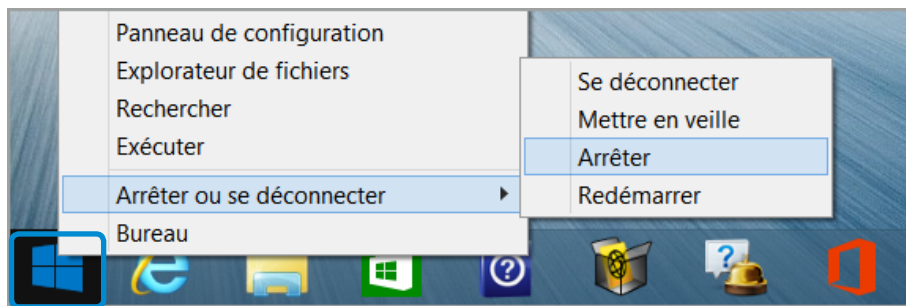 Panneau de configuration
Explorateur de fichiers
Rechercher
Exécuter
Arrêter ou se déconnecter
Bureau
Se déconnecter
Mettre en veille
Arrêter
Redémarrer
?
?